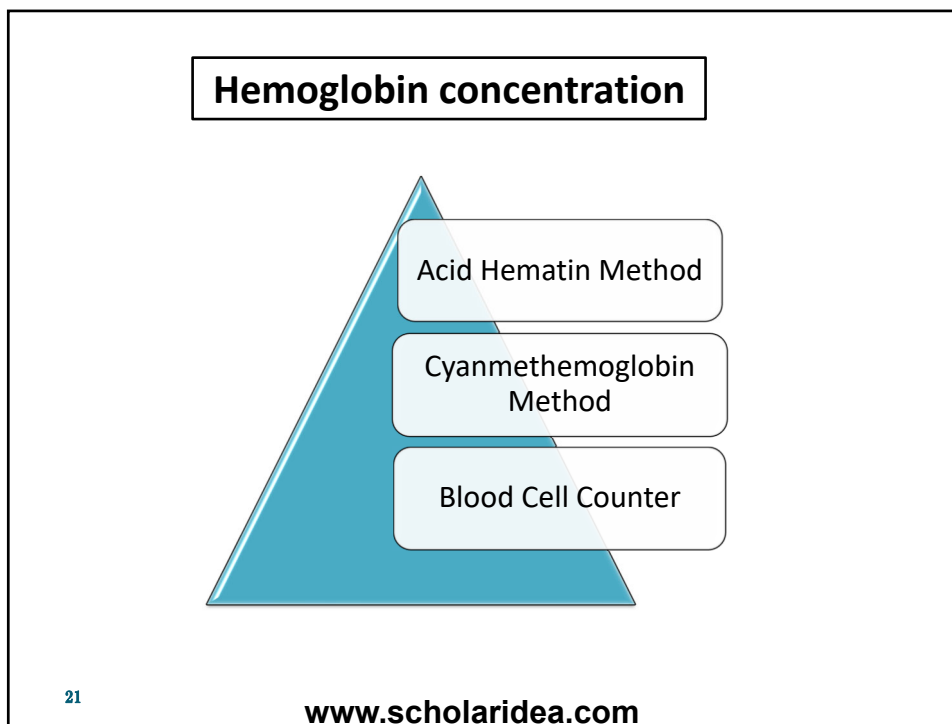 Hemoglobin concentration
Acid Hematin Method
Cyanmethemoglobin
Method
Blood Cell Counter
21
www.scholaridea.com